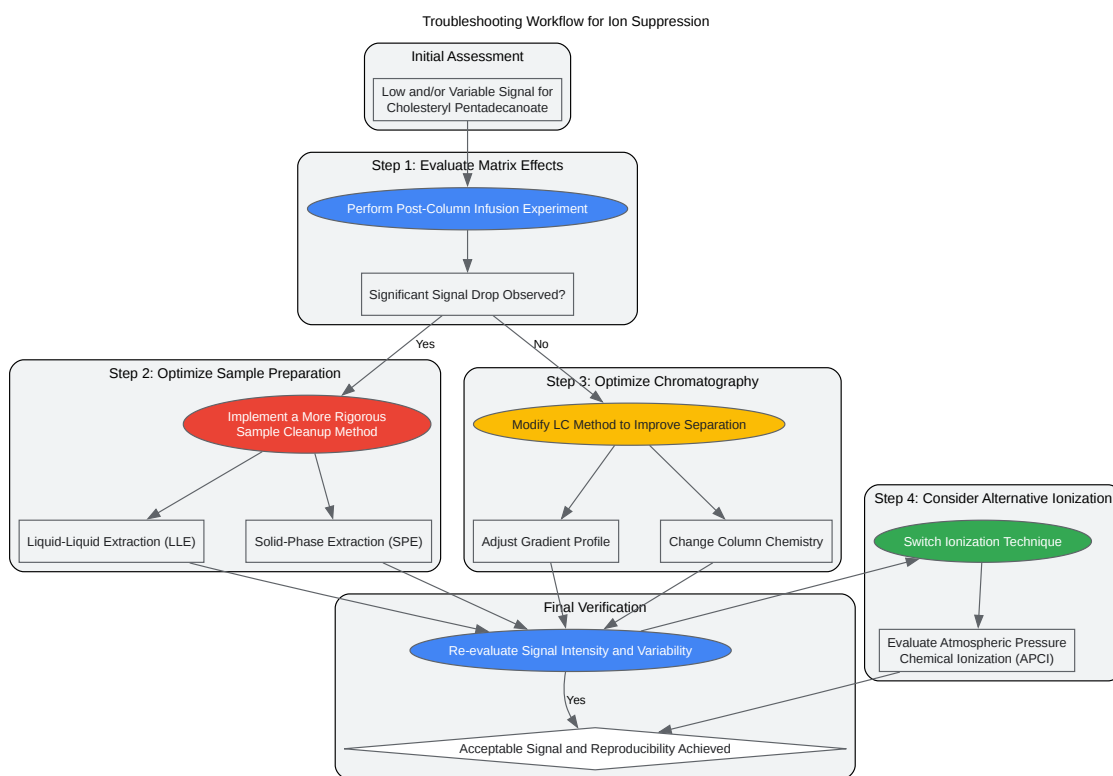 Troubleshooting Workflow for Ion Suppression
Initial Assessment
Low and/or Variable Signal for
Cholesteryl Pentadecanoate
Step 1: Evaluate Matrix Effects
Perform Post-Column Infusion Experiment
Significant Signal Drop Observed?
Yes
No
Step 2: Optimize Sample Preparation
Implement a More Rigorous
Sample Cleanup Method
Liquid-Liquid Extraction (LLE)
Solid-Phase Extraction (SPE)
Step 3: Optimize Chromatography
Modify LC Method to Improve Separation
Adjust Gradient Profile
Change Column Chemistry
Step 4: Consider Alternative Ionization
Switch Ionization Technique
Evaluate Atmospheric Pressure
Chemical Ionization (APCI)
Final Verification
Re-evaluate Signal Intensity and Variability
Yes
Acceptable Signal and Reproducibility Achieved